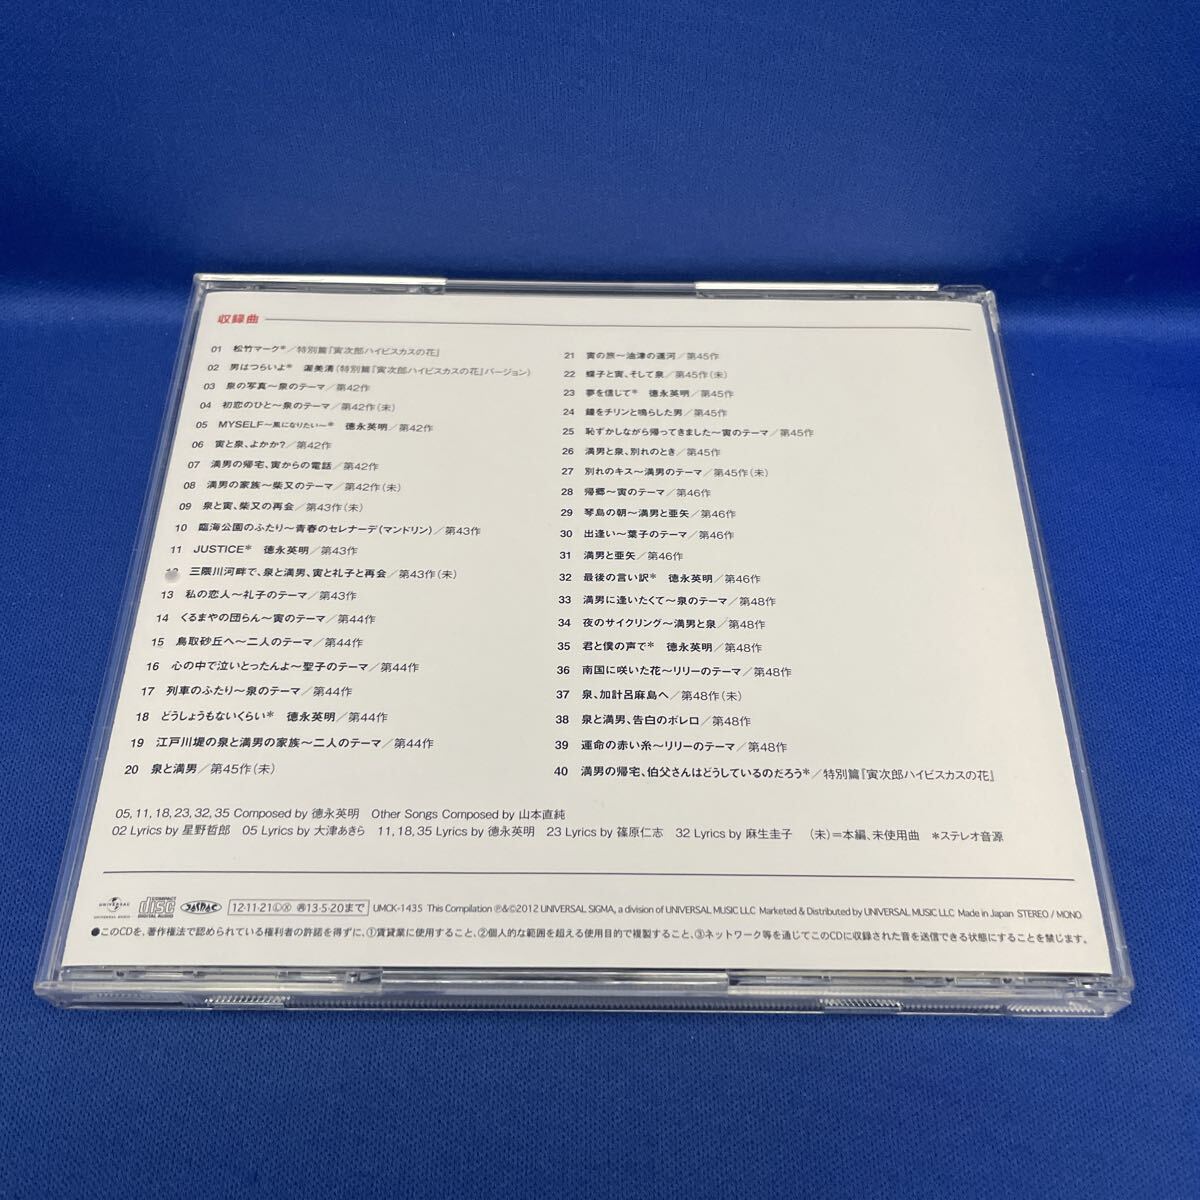 収録曲
01 松竹マーク*/特別篇『寅次郎ハイビスカスの花』
02 男はつらいよ* 渥美清(特別篇『寅次郎ハイビスカスの花』バージョン)
03 泉の写真〜泉のテーマ/第42作
04 初恋のひと〜泉のテーマ/第42作(未)
05 MYSELF〜風になりたい〜* 徳永英明/第42作
06 寅と泉、よかか?/第42作
07 満男の帰宅、寅からの電話/第42作
08 満男の家族〜柴又のテーマ/第42作(未)
09 泉と寅、柴又の再会/第43作(未)
10 臨海公園のふたり〜青春のセレナーデ(マンドリン)/第43作
11 JUSTICE* 徳永英明/第43作
12 三隈川河畔で、泉と満男、寅と礼子と再会/第43作(未)
13 私の恋人〜礼子のテーマ/第43作
14 くるまやの団らん〜寅のテーマ/第44作
15 鳥取砂丘へ〜二人のテーマ/第44作
16 心の中で泣いとったんよ〜聖子のテーマ/第44作
17 列車のふたり〜泉のテーマ/第44作
18 どうしょうもないくらい* 徳永英明/第44作
19 江戸川堤の泉と満男の家族〜二人のテーマ/第44作
20 泉と満男/第45作(未)
21 寅の旅〜油津の運河/第45作
22 蝶子と寅、そして泉/第45作(未)
23 夢を信じて* 徳永英明/第45作
24 鐘をチリンと鳴らした男/第45作
25 恥ずかしながら帰ってきました〜寅のテーマ/第45作
26 満男と泉、別れのとき/第45作
27 別れのキス〜満男のテーマ/第45作(未)
28 帰郷〜寅のテーマ/第46作
29 琴島の朝〜満男と亜矢/第46作
30 出逢い〜葉子のテーマ/第46作
31 満男と亜矢/第46作
32 最後の言い訳* 徳永英明/第46作
33 満男に逢いたくて〜泉のテーマ/第48作
34 夜のサイクリング〜満男と泉/第48作
35 君と僕の声で* 徳永英明/第48作
36 南国に咲いた花〜リリーのテーマ/第48作
37 泉、加計呂麻島へ/第48作(未)
38 泉と満男、告白のボレロ/第48作
39 運命の赤い糸〜リリーのテーマ/第48作
40 満男の帰宅、伯父さんはどうしているのだろう*/特別篇『寅次郎ハイビスカスの花』
05, 11, 18, 23, 32, 35 Composed by 徳永英明 Other Songs Composed by 山本直純
02 Lyrics by 星野哲郎 05 Lyrics by 大津あきら 11, 18, 35 Lyrics by 徳永英明 23 Lyrics by 篠原仁志 32 Lyrics by 麻生圭子 (未)=本編、未使用曲 *ステレオ音源
UNIVERSAL UNIVERSAL MUSIC COMPACT disc DIGITAL AUDIO JASRAC 12・11・21 Ⓛ Ⓧ ㊒13・5・20まで UMCK-1435 This Compilation ℗&©2012 UNIVERSAL SIGMA, a division of UNIVERSAL MUSIC LLC Marketed & Distributed by UNIVERSAL MUSIC LLC Made in Japan STEREO / MONO
●このCDを、著作権法で認められている権利者の許諾を得ずに、①賃貸業に使用すること、②個人的な範囲を超える使用目的で複製すること、③ネットワーク等を通じてこのCDに収録された音を送信できる状態にすることを禁じます。